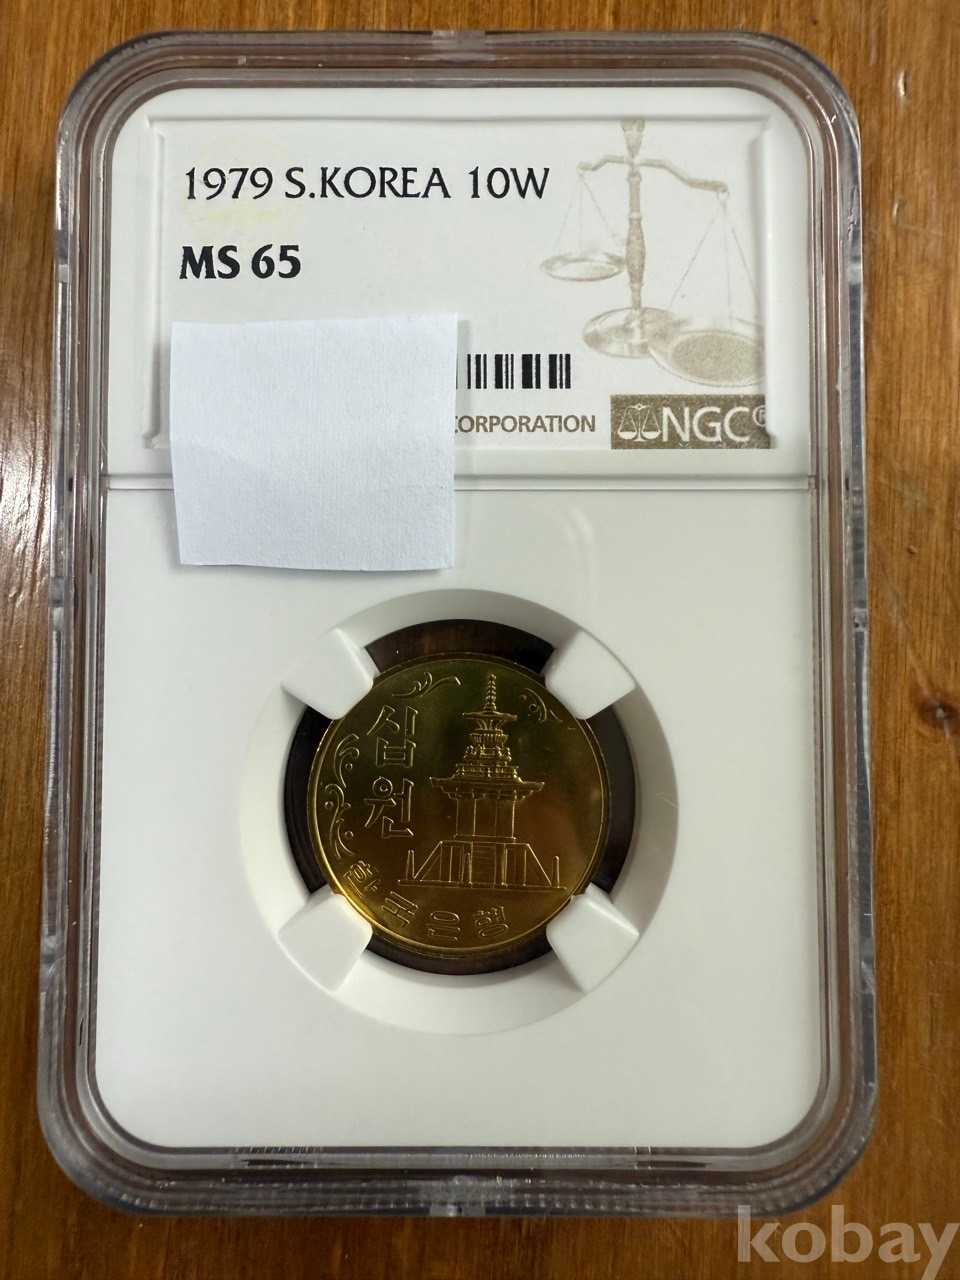 1979 S.KOREA 10W
MS 65
CORPORATION
NGC®
십원
한국은행
kobay